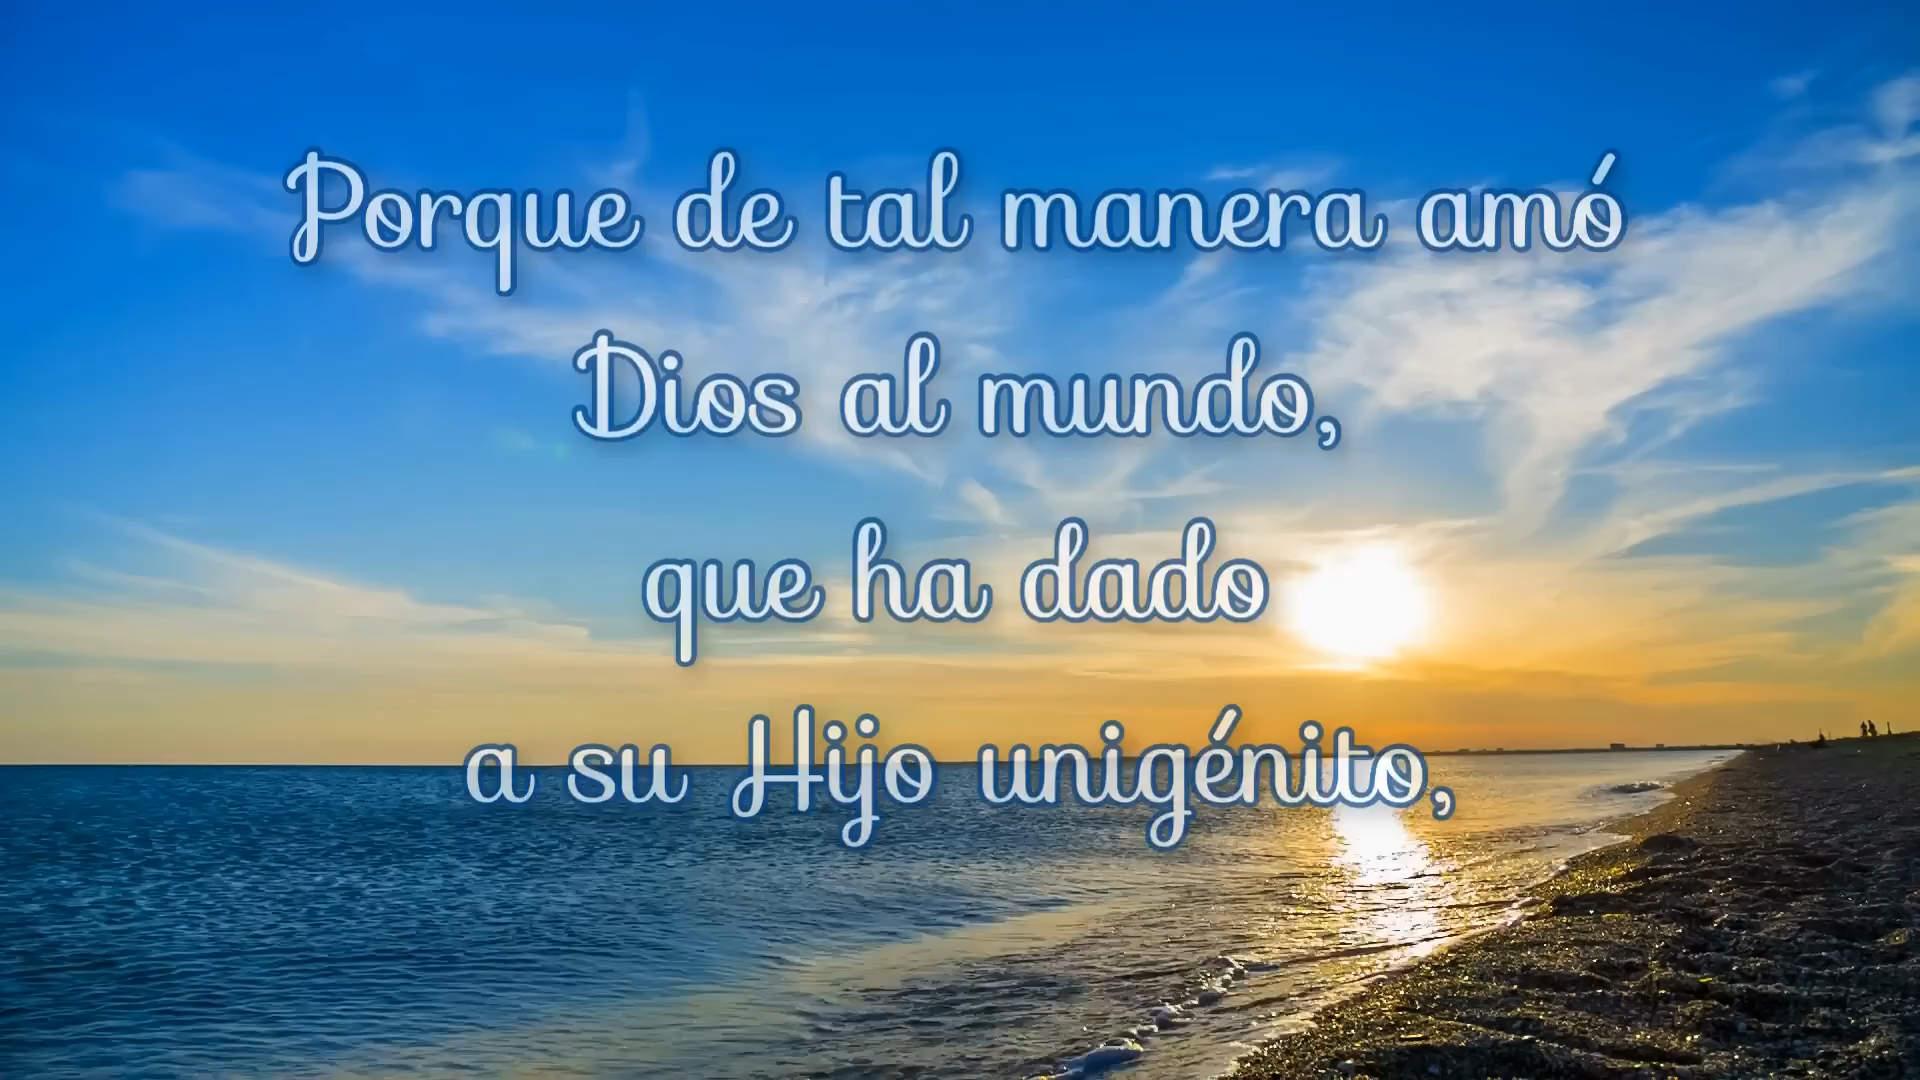 Porque de tal manera amó
Dios al mundo,
que ha dado
a su Hijo unigénito,